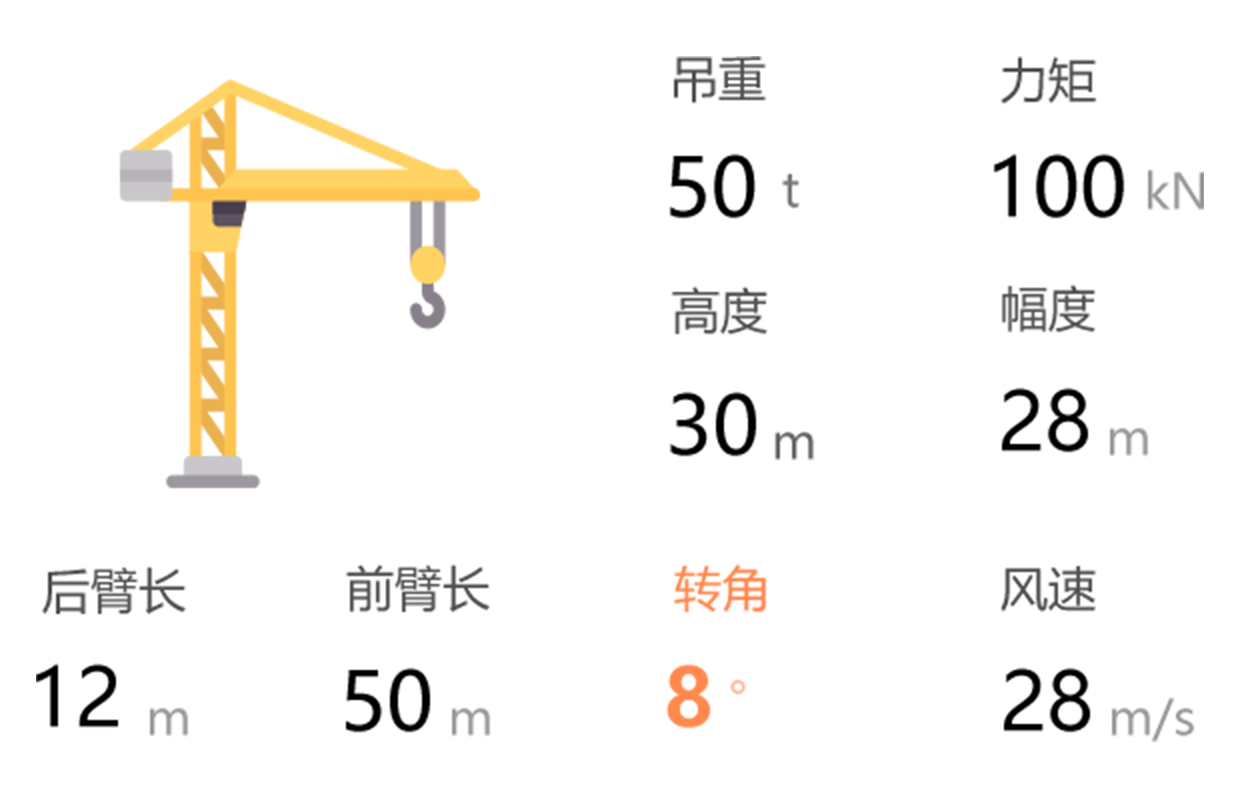 吊重 力矩
50 t 100 kN
高度 幅度
30 m 28 m
后臂长 前臂长 转角 风速
12 m 50 m 8 ° 28 m/s